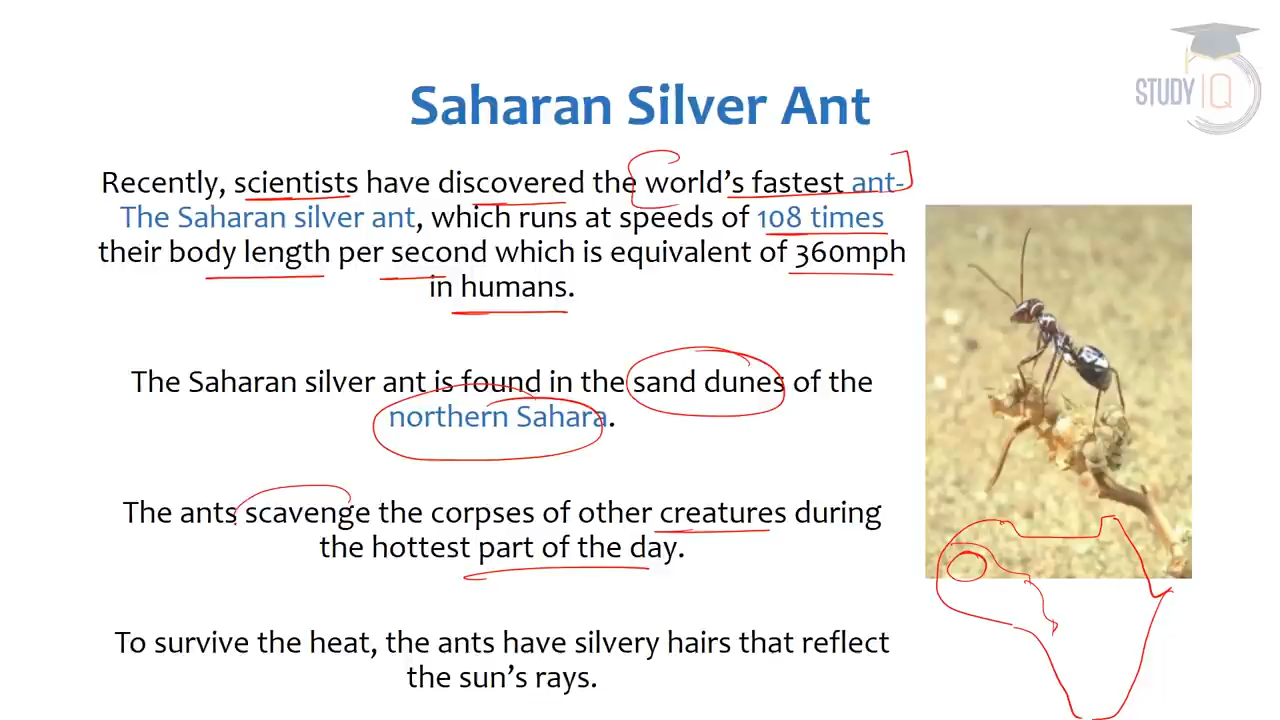 STUDY IQ
Saharan Silver Ant
Recently, scientists have discovered the world's fastest ant-
The Saharan silver ant, which runs at speeds of 108 times
their body length per second which is equivalent of 360mph
in humans.
The Saharan silver ant is found in the sand dunes of the
northern Sahara.
The ants scavenge the corpses of other creatures during
the hottest part of the day.
To survive the heat, the ants have silvery hairs that reflect
the sun's rays.